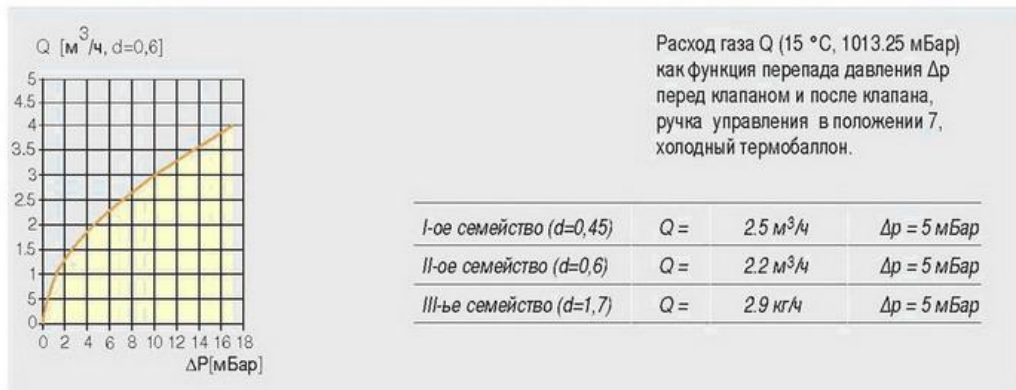 Q [м³/ч, d=0,6]
5
4.5
4
3.5
3
2.5
2
1.5
1
5
0
0 2 4 6 8 10 12 14 16 18
ΔP[мБар]
Расход газа Q (15 °C, 1013.25 мБар)
как функция перепада давления Δp
перед клапаном и после клапана,
ручка управления в положении 7,
холодный термобаллон.
I-ое семейство (d=0,45) Q = 2.5 м³/ч Δp = 5 мБар
II-ое семейство (d=0,6) Q = 2.2 м³/ч Δp = 5 мБар
III-ье семейство (d=1,7) Q = 2.9 кг/ч Δp = 5 мБар